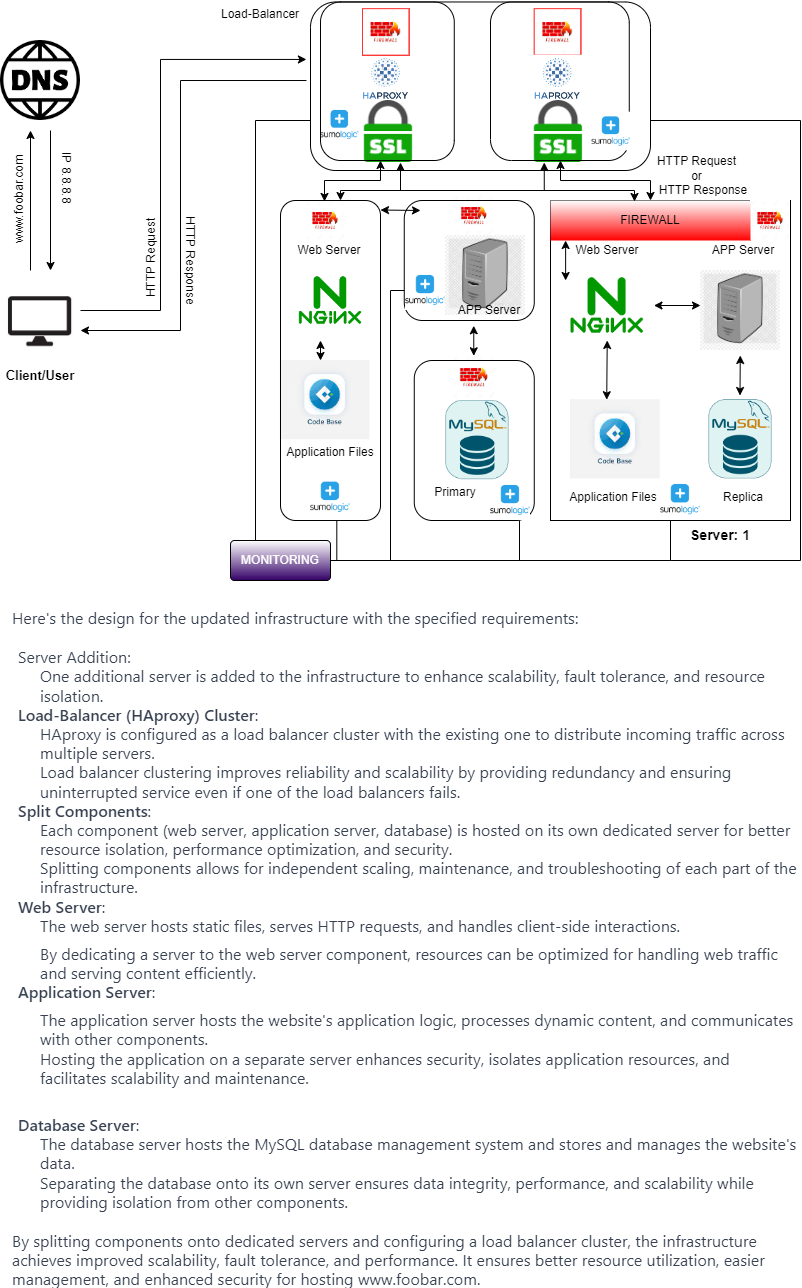 Load-Balancer
FIREWALL
FIREWALL
DNS
HAPROXY
HAPROXY
sumologic
SSL
SSL
sumologic
www.foobar.com
IP 8.8.8.8
HTTP Request
or
HTTP Response
HTTP Request
HTTP Response
FIREWALL
FIREWALL
FIREWALL
FIREWALL
Web Server
Web Server
APP Server
NGiNX
sumologic
APP Server
NGiNX
Client/User
FIREWALL
Code Base
MySQL
MySQL
Application Files
Code Base
Primary
sumologic
sumologic
Application Files
sumologic
Replica
Server: 1
MONITORING
Here's the design for the updated infrastructure with the specified requirements:
Server Addition:
One additional server is added to the infrastructure to enhance scalability, fault tolerance, and resource
isolation.
Load-Balancer (HAproxy) Cluster:
HAproxy is configured as a load balancer cluster with the existing one to distribute incoming traffic across
multiple servers.
Load balancer clustering improves reliability and scalability by providing redundancy and ensuring
uninterrupted service even if one of the load balancers fails.
Split Components:
Each component (web server, application server, database) is hosted on its own dedicated server for better
resource isolation, performance optimization, and security.
Splitting components allows for independent scaling, maintenance, and troubleshooting of each part of the
infrastructure.
Web Server:
The web server hosts static files, serves HTTP requests, and handles client-side interactions.
By dedicating a server to the web server component, resources can be optimized for handling web traffic
and serving content efficiently.
Application Server:
The application server hosts the website's application logic, processes dynamic content, and communicates
with other components.
Hosting the application on a separate server enhances security, isolates application resources, and
facilitates scalability and maintenance.
Database Server:
The database server hosts the MySQL database management system and stores and manages the website's
data.
Separating the database onto its own server ensures data integrity, performance, and scalability while
providing isolation from other components.
By splitting components onto dedicated servers and configuring a load balancer cluster, the infrastructure
achieves improved scalability, fault tolerance, and performance. It ensures better resource utilization, easier
management, and enhanced security for hosting www.foobar.com.